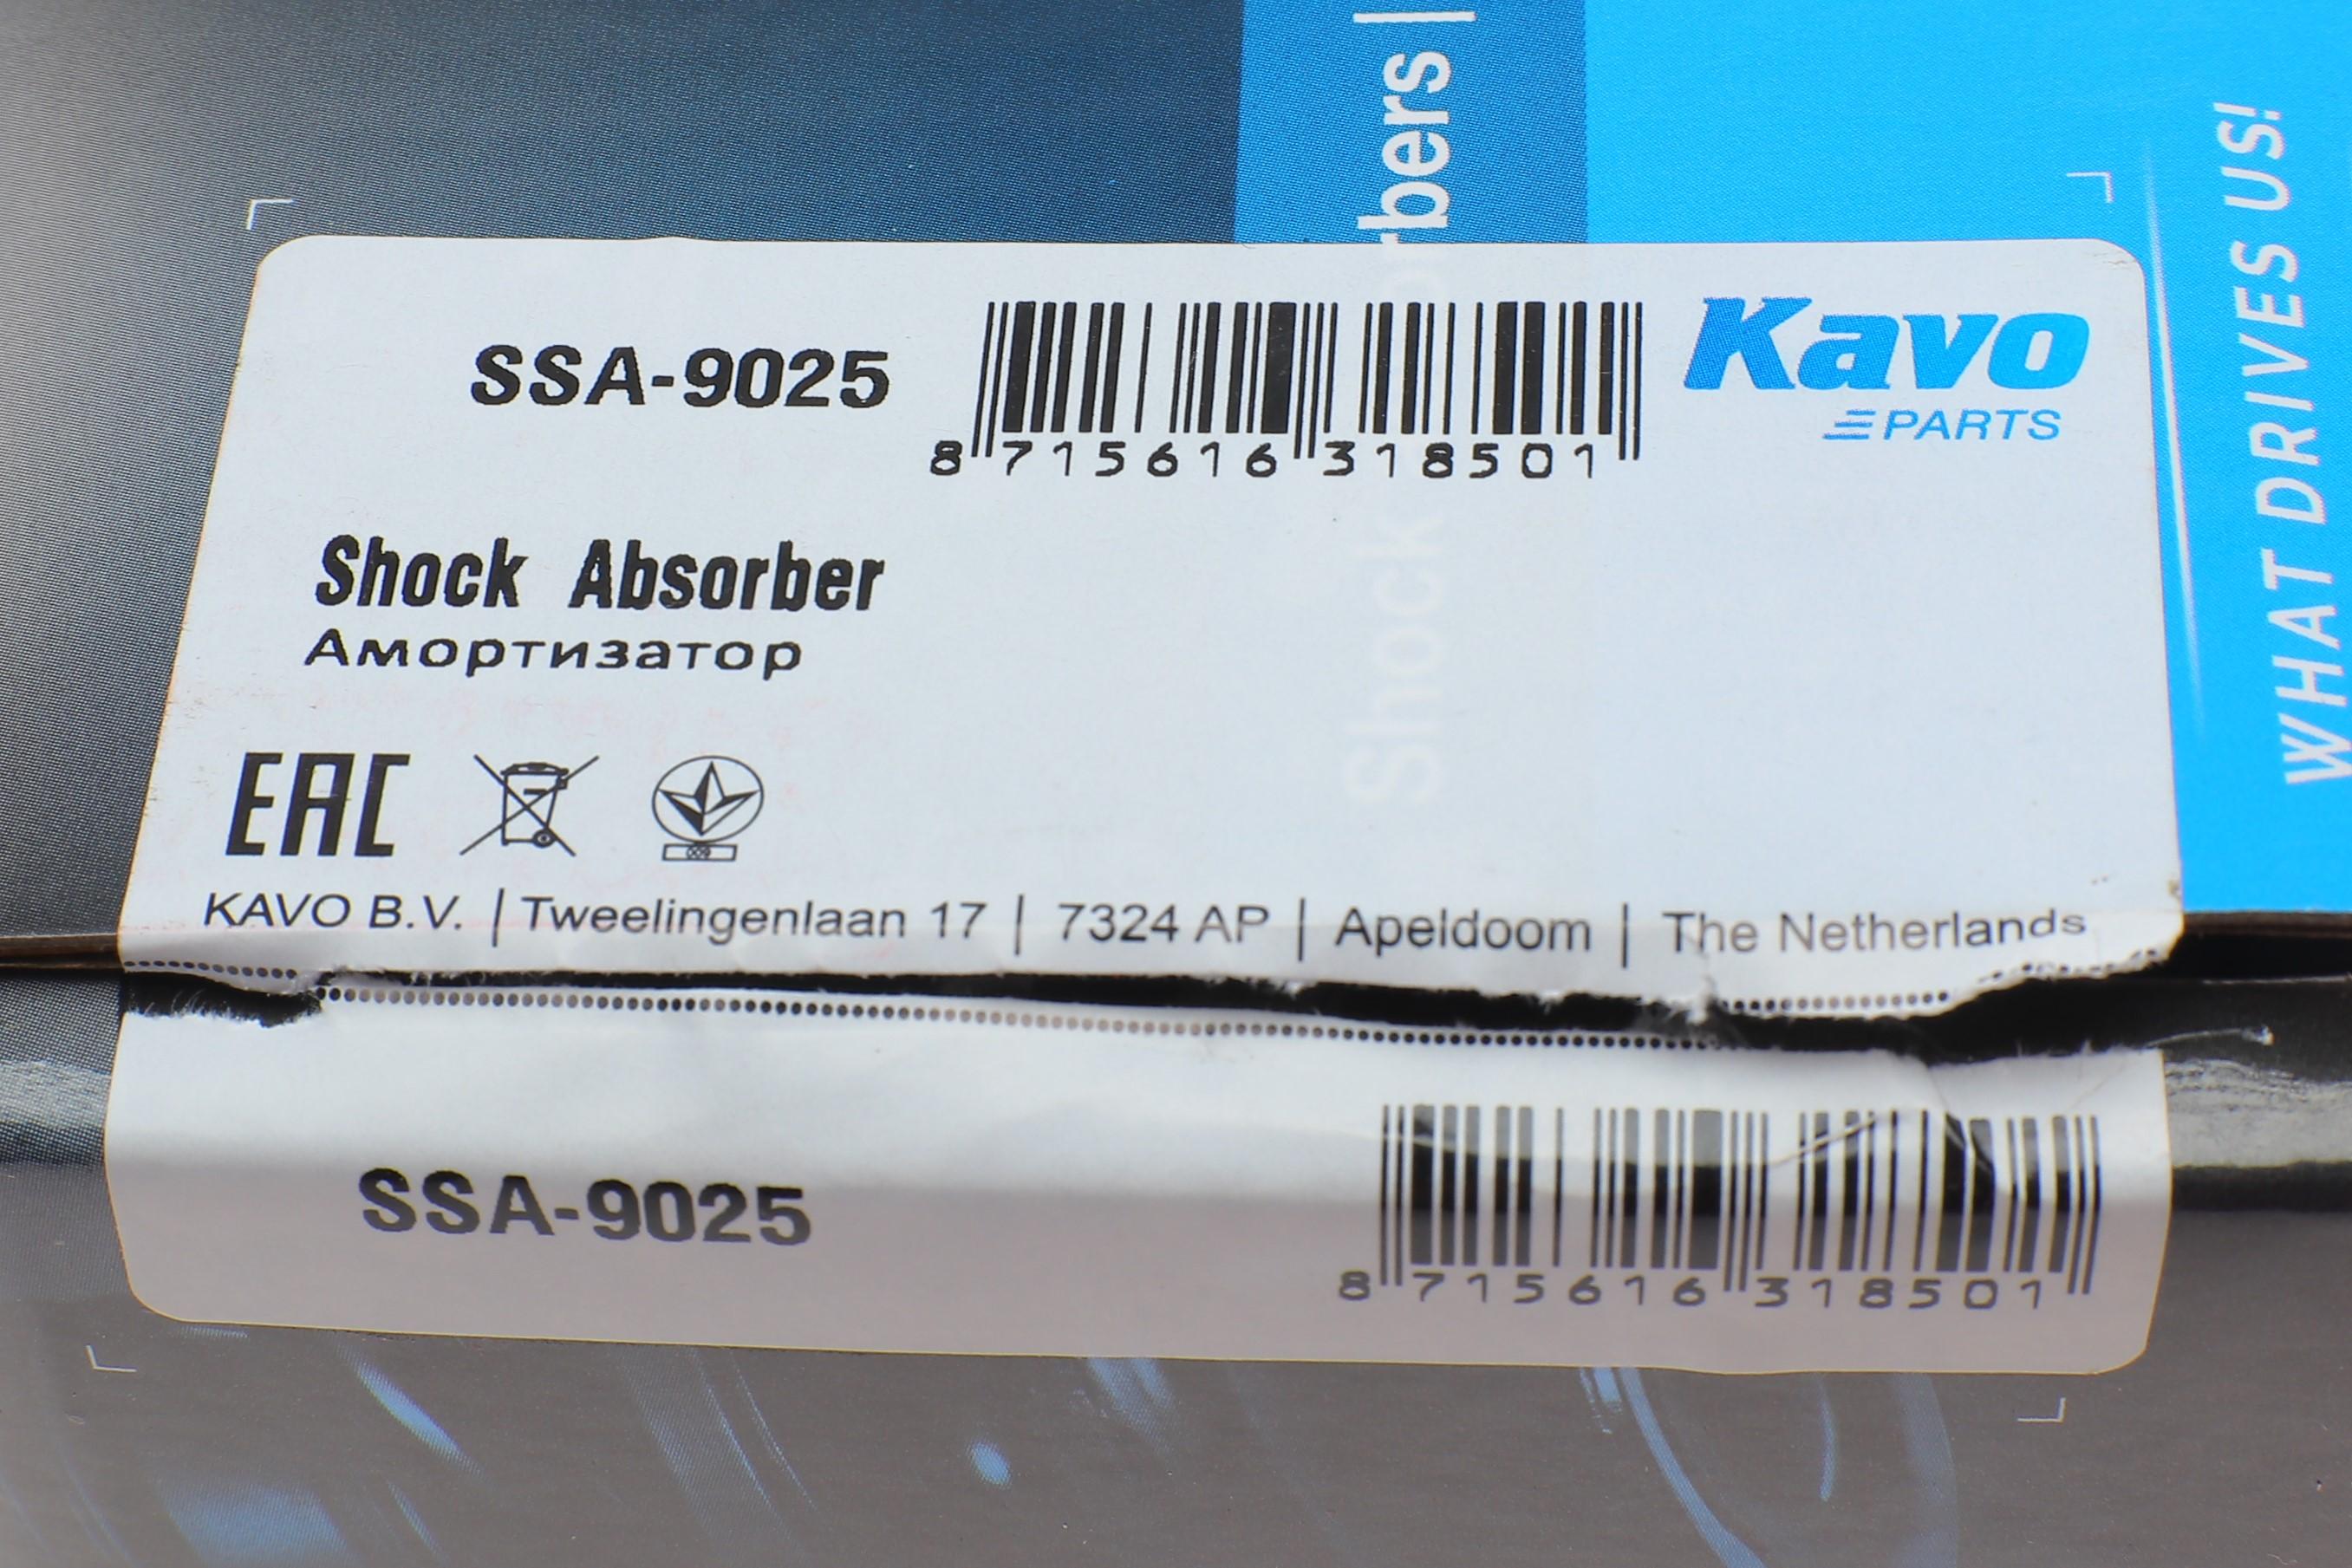 rbers |
WHAT DRIVES US!
SSA-9025
8 715616 318501
Kavo
PARTS
Shock Absorber
Амортизатор
Shock
EAC
KAVO B.V. | Tweelingenlaan 17 | 7324 AP | Apeldoom | The Netherlands
SSA-9025
8 715616 318501